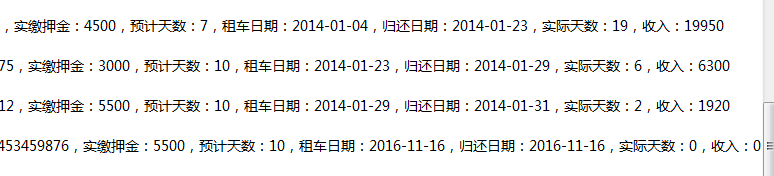 ，实缴押金：4500，预计天数：7，租车日期：2014-01-04，归还日期：2014-01-23，实际天数：19，收入：19950
75，实缴押金：3000，预计天数：10，租车日期：2014-01-23，归还日期：2014-01-29，实际天数：6，收入：6300
12，实缴押金：5500，预计天数：10，租车日期：2014-01-29，归还日期：2014-01-31，实际天数：2，收入：1920
453459876，实缴押金：5500，预计天数：10，租车日期：2016-11-16，归还日期：2016-11-16，实际天数：0，收入：0